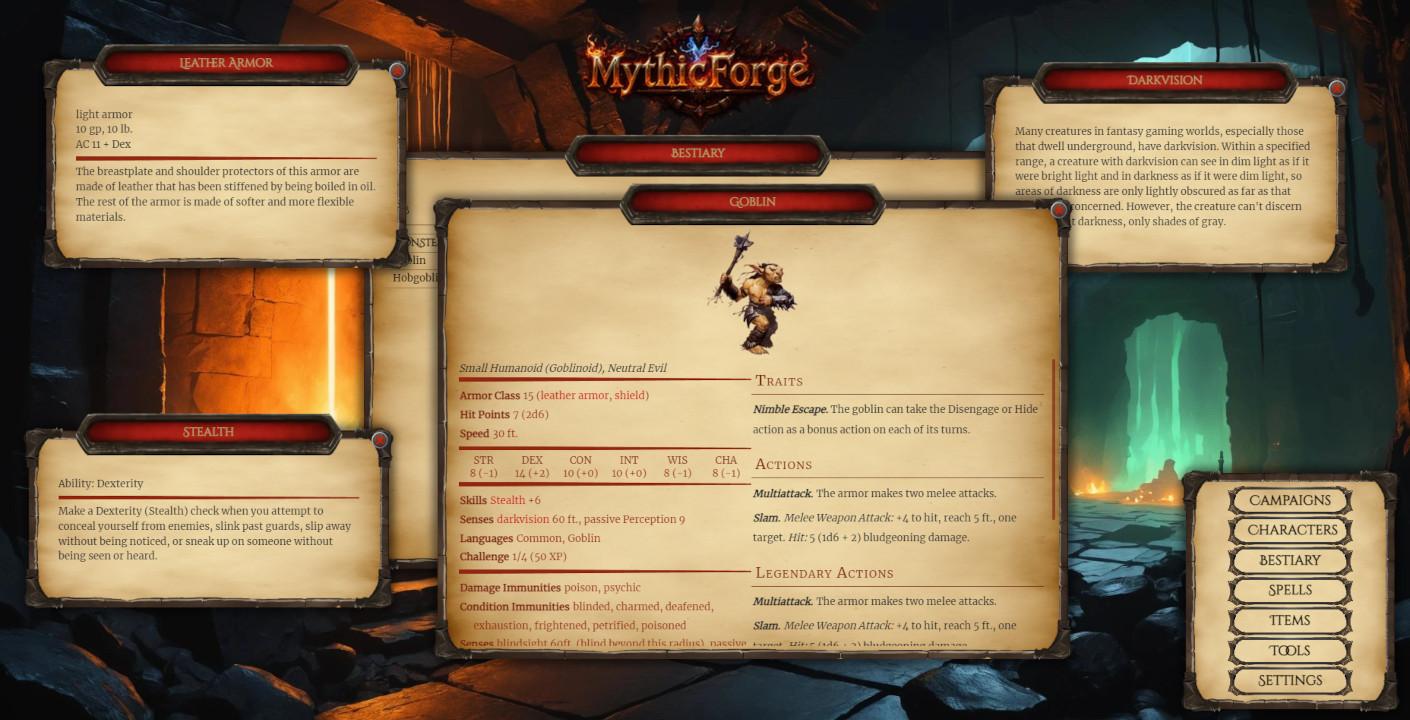 MythicForge
Leather Armor
light armor
10 gp, 10 lb.
AC 11 + Dex
The breastplate and shoulder protectors of this armor are
made of leather that has been stiffened by being boiled in oil.
The rest of the armor is made of softer and more flexible
materials.
Darkvision
Many creatures in fantasy gaming worlds, especially those
that dwell underground, have darkvision. Within a specified
range, a creature with darkvision can see in dim light as if it
were bright light and in darkness as if it were dim light, so
areas of darkness are only lightly obscured as far as that
concerned. However, the creature can't discern
darkness, only shades of gray.
Bestiary
Hobgobli
Goblin
Small Humanoid (Goblinoid), Neutral Evil
Armor Class 15 (leather armor, shield)
Hit Points 7 (2d6)
Speed 30 ft.
STR DEX CON INT WIS CHA
8 (-1) 14 (+2) 10 (+0) 10 (+0) 8 (-1) 8 (-1)
Skills Stealth +6
Senses darkvision 60 ft., passive Perception 9
Languages Common, Goblin
Challenge 1/4 (50 XP)
Damage Immunities poison, psychic
Condition Immunities blinded, charmed, deafened,
exhaustion, frightened, petrified, poisoned
Senses blindsight 60ft. (blind beyond this radius), passive
Traits
Nimble Escape. The goblin can take the Disengage or Hide
action as a bonus action on each of its turns.
Actions
Multiattack. The armor makes two melee attacks.
Slam. Melee Weapon Attack: +4 to hit, reach 5 ft., one
target. Hit: 5 (1d6 + 2) bludgeoning damage.
Legendary Actions
Multiattack. The armor makes two melee attacks.
Slam. Melee Weapon Attack: +4 to hit, reach 5 ft., one
target. Hit: 5 (1d6 + 2) bludgeoning damage.
Stealth
Ability: Dexterity
Make a Dexterity (Stealth) check when you attempt to
conceal yourself from enemies, slink past guards, slip away
without being noticed, or sneak up on someone without
being seen or heard.
Campaigns
Characters
Bestiary
Spells
Items
Tools
Settings